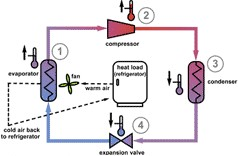 2
compressor
1
evaporator
fan
warm air
heat load
(refrigerator)
3
condenser
cold air back
to refrigerator
4
expansion valve